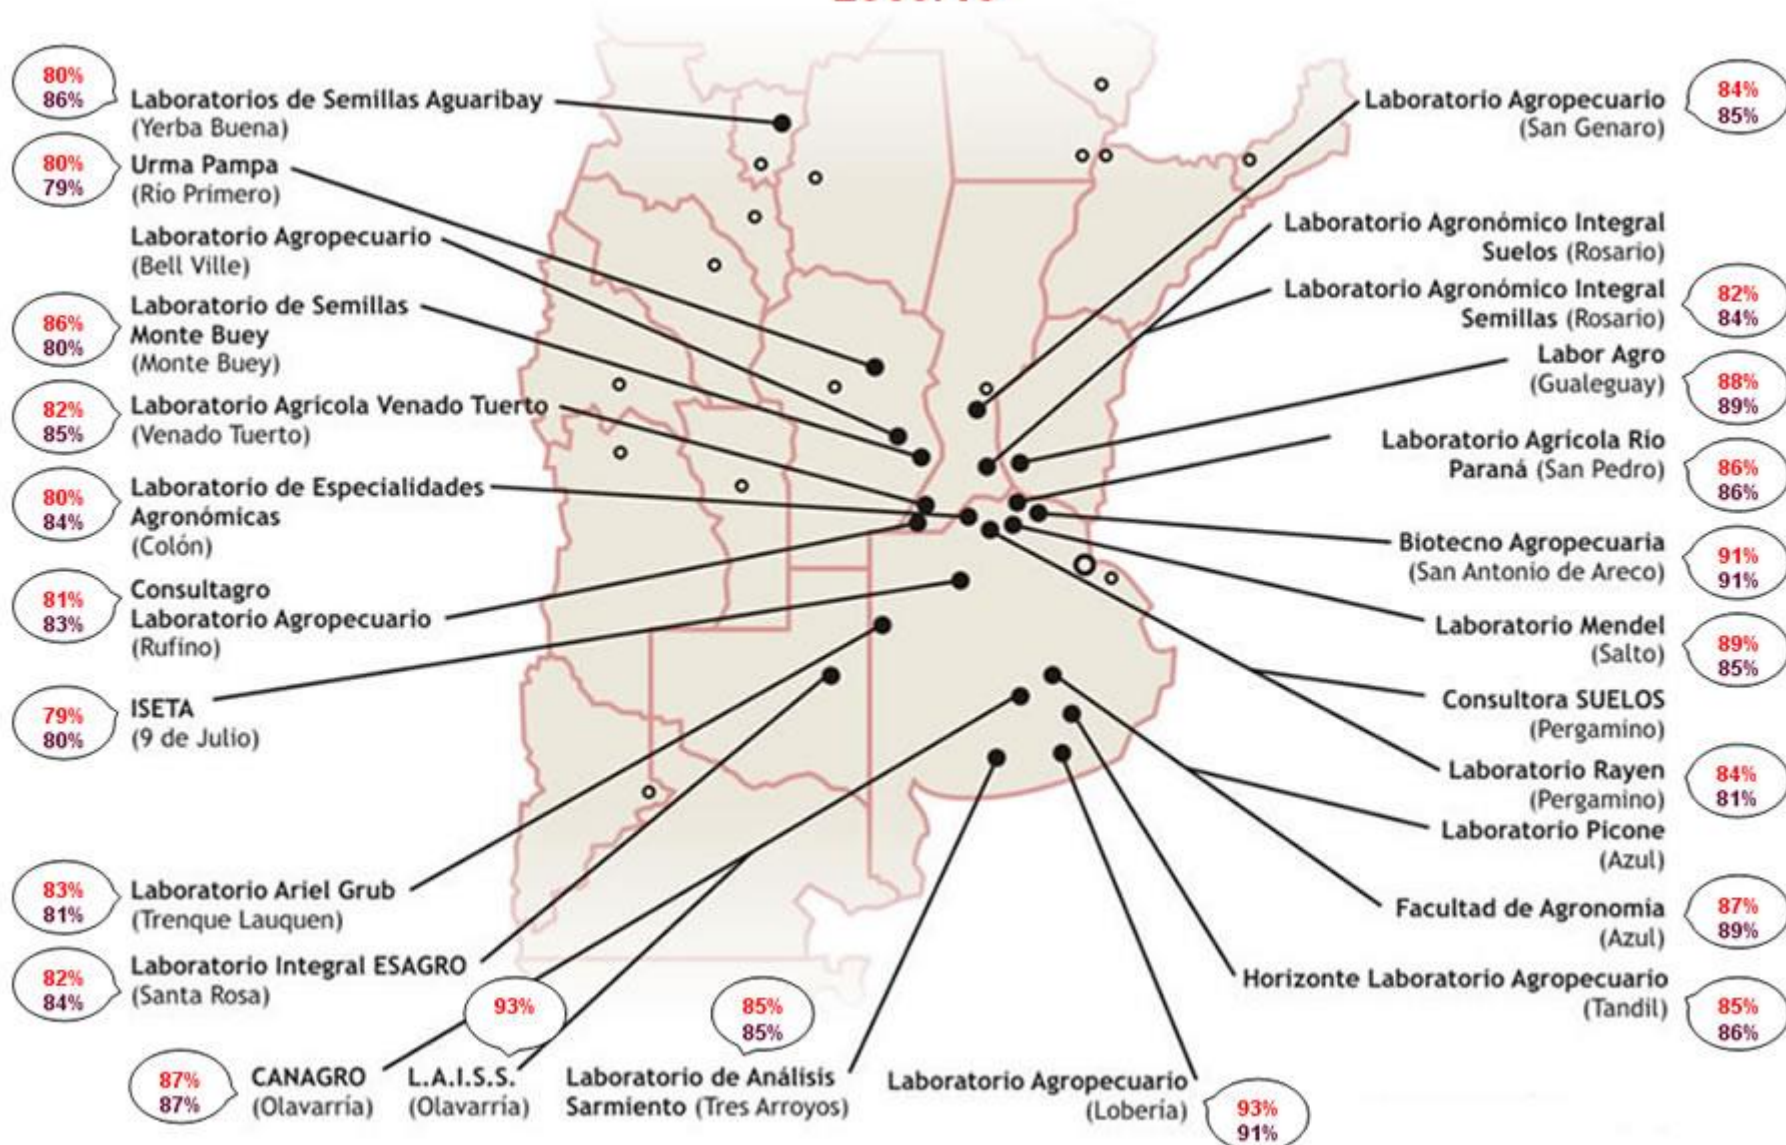 80%
86%
Laboratorios de Semillas Aguaribay
(Yerba Buena)
80%
79%
Urma Pampa
(Río Primero)
Laboratorio Agropecuario
(Bell Ville)
86%
80%
Laboratorio de Semillas
Monte Buey
(Monte Buey)
82%
85%
Laboratorio Agrícola Venado Tuerto
(Venado Tuerto)
80%
84%
Laboratorio de Especialidades
Agronómicas
(Colón)
81%
83%
Consultagro
Laboratorio Agropecuario
(Rufino)
79%
80%
ISETA
(9 de Julio)
83%
81%
Laboratorio Ariel Grub
(Trenque Lauquen)
82%
84%
Laboratorio Integral ESAGRO
(Santa Rosa)
87%
87%
CANAGRO
(Olavarría)
93%
L.A.I.S.S.
(Olavarría)
85%
85%
Laboratorio de Análisis
Sarmiento (Tres Arroyos)
Laboratorio Agropecuario
(Lobería)
93%
91%
Laboratorio Agropecuario
(San Genaro)
84%
85%
Laboratorio Agronómico Integral
Suelos (Rosario)
Laboratorio Agronómico Integral
Semillas (Rosario)
82%
84%
Labor Agro
(Gualeguay)
88%
89%
Laboratorio Agrícola Río
Paraná (San Pedro)
86%
86%
Biotecno Agropecuaria
(San Antonio de Areco)
91%
91%
Laboratorio Mendel
(Salto)
89%
85%
Consultora SUELOS
(Pergamino)
Laboratorio Rayen
(Pergamino)
84%
81%
Laboratorio Picone
(Azul)
Facultad de Agronomía
(Azul)
87%
89%
Horizonte Laboratorio Agropecuario
(Tandil)
85%
86%